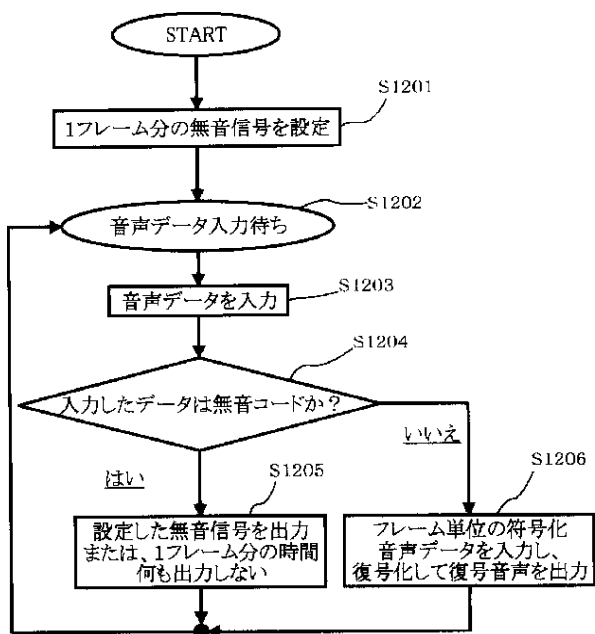 START
S1201
1フレーム分の無音信号を設定
S1202
音声データ入力待ち
S1203
音声データを入力
S1204
入力したデータは無音コードか?
いいえ
はい
S1205
S1206
設定した無音信号を出力
または、1フレーム分の時間
何も出力しない
フレーム単位の符号化
音声データを入力し、
復号化して復号音声を出力